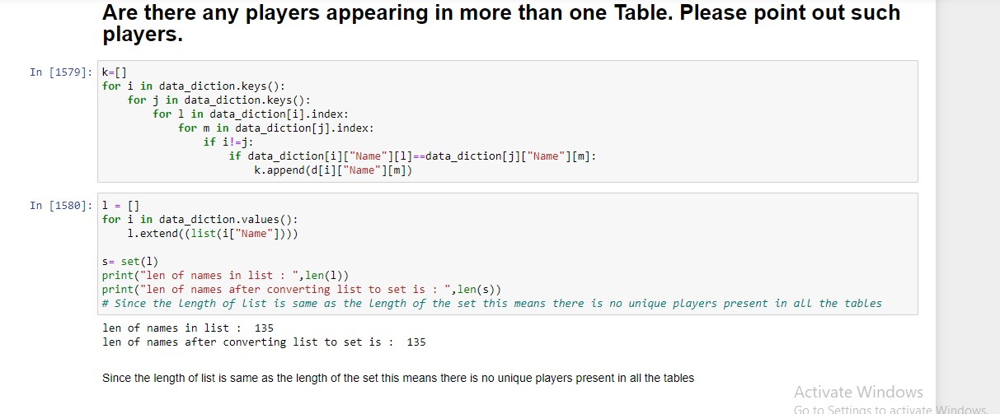 Are there any players appearing in more than one Table. Please point out such
players.
In [1579]: k=[]
for i in data_diction.keys():
    for j in data_diction.keys():
        for l in data_diction[i].index:
            for m in data_diction[j].index:
                if i!=j:
                    if data_diction[i]["Name"][l]==data_diction[j]["Name"][m]:
                        k.append(d[i]["Name"][m])
In [1580]: l = []
for i in data_diction.values():
    l.extend((list(i["Name"])))
s= set(l)
print("len of names in list : ",len(l))
print("len of names after converting list to set is : ",len(s))
# Since the length of list is same as the length of the set this means there is no unique players present in all the tables
len of names in list :  135
len of names after converting list to set is :  135
Since the length of list is same as the length of the set this means there is no unique players present in all the tables
Activate Windows
Go to Settings to activate Windows.